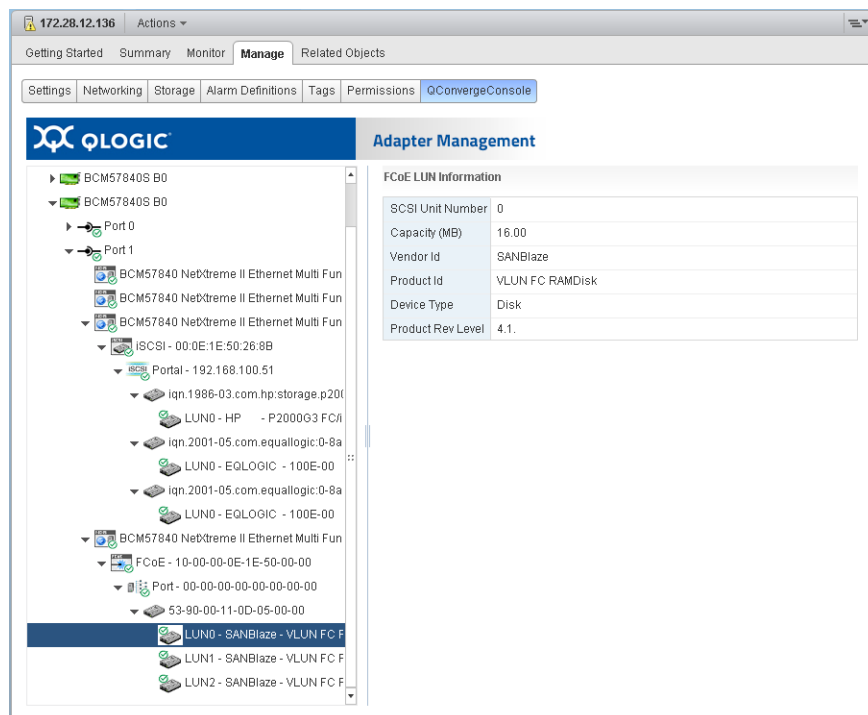 172.28.12.136 Actions
Getting Started Summary Monitor Manage Related Objects
Settings Networking Storage Alarm Definitions Tags Permissions QConvergeConsole
QLOGIC Adapter Management
BCM57840S B0
BCM57840S B0
Port 0
Port 1
BCM57840 NetXtreme II Ethernet Multi Fun
BCM57840 NetXtreme II Ethernet Multi Fun
BCM57840 NetXtreme II Ethernet Multi Fun
iSCSI - 00:0E:1E:50:26:8B
iSCSI Portal - 192.168.100.51
iqn.1986-03.com.hp:storage.p200
LUN0 - HP - P2000G3 FC/i
iqn.2001-05.com.equallogic:0-8a
LUN0 - EQLOGIC - 100E-00
iqn.2001-05.com.equallogic:0-8a
LUN0 - EQLOGIC - 100E-00
BCM57840 NetXtreme II Ethernet Multi Fun
FCoE - 10-00-00-0E-1E-50-00-00
Port - 00-00-00-00-00-00-00-00
53-90-00-11-0D-05-00-00
LUN0 - SANBlaze - VLUN FC F
LUN1 - SANBlaze - VLUN FC F
LUN2 - SANBlaze - VLUN FC F
FCoE LUN Information
SCSI Unit Number 0
Capacity (MB) 16.00
Vendor Id SANBlaze
Product Id VLUN FC RAMDisk
Device Type Disk
Product Rev Level 4.1.